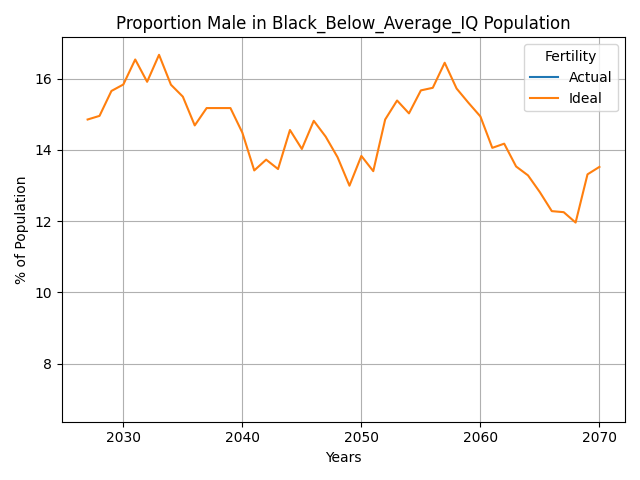 Proportion Male in Black_Below_Average_IQ Population
Fertility
Actual
Ideal
% of Population
16
14
12
10
8
2030
2040
2050
2060
2070
Years